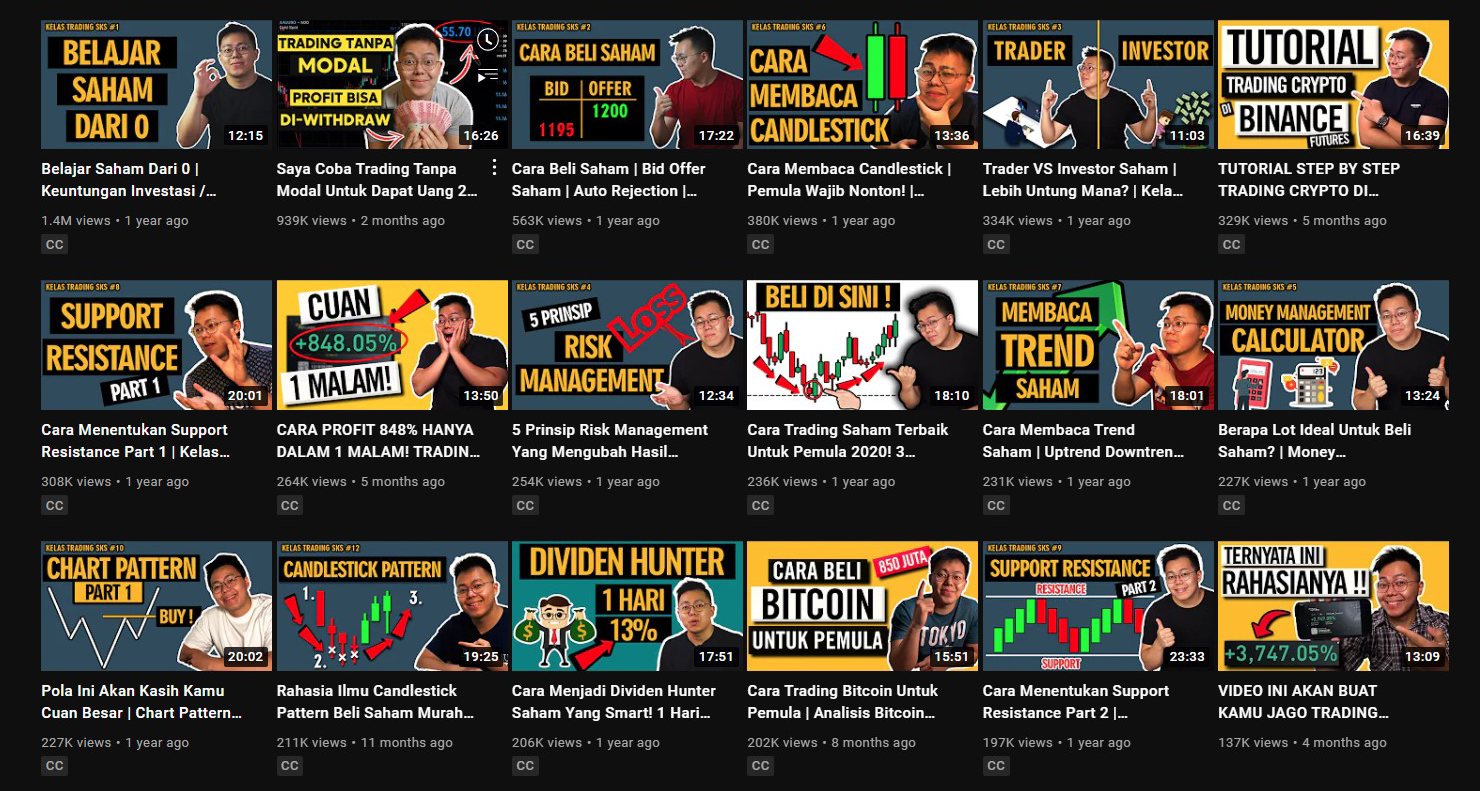 KELAS TRADING SKS #1
BELAJAR
SAHAM
DARI 0
12:15
Belajar Saham Dari 0 |
Keuntungan Investasi /...
1.4M views • 1 year ago
CC
TRADING TANPA
MODAL
PROFIT BISA
DI-WITHDRAW
55.70
16:26
Saya Coba Trading Tanpa
Modal Untuk Dapat Uang 2...
939K views • 2 months ago
KELAS TRADING SKS #2
CARA BELI SAHAM
BID OFFER
1200
1195
17:22
Cara Beli Saham | Bid Offer
Saham | Auto Rejection |...
563K views • 1 year ago
CC
KELAS TRADING SKS #6
CARA
MEMBACA
CANDLESTICK
13:36
Cara Membaca Candlestick |
Pemula Wajib Nonton! |...
380K views • 1 year ago
CC
KELAS TRADING SKS #3
TRADER INVESTOR
11:03
Trader VS Investor Saham |
Lebih Untung Mana? | Kela...
334K views • 1 year ago
CC
TUTORIAL
TRADING CRYPTO
DI BINANCE
FUTURES
16:39
TUTORIAL STEP BY STEP
TRADING CRYPTO DI...
329K views • 5 months ago
CC
KELAS TRADING SKS #8
SUPPORT
RESISTANCE
PART 1
20:01
Cara Menentukan Support
Resistance Part 1 | Kelas...
308K views • 1 year ago
CC
CUAN
+848.05%
1 MALAM!
13:50
CARA PROFIT 848% HANYA
DALAM 1 MALAM! TRADIN...
264K views • 5 months ago
CC
KELAS TRADING SKS #4
5 PRINSIP
LOSS
RISK
MANAGEMENT
12:34
5 Prinsip Risk Management
Yang Mengubah Hasil...
254K views • 1 year ago
CC
BELI DI SINI !
18:10
Cara Trading Saham Terbaik
Untuk Pemula 2020! 3...
236K views • 1 year ago
CC
KELAS TRADING SKS #7
MEMBACA
TREND
SAHAM
18:01
Cara Membaca Trend
Saham | Uptrend Downtren...
231K views • 1 year ago
CC
KELAS TRADING SKS #5
MONEY MANAGEMENT
CALCULATOR
13:24
Berapa Lot Ideal Untuk Beli
Saham? | Money...
227K views • 1 year ago
CC
KELAS TRADING SKS #10
CHART PATTERN
PART 1
BUY !
20:02
Pola Ini Akan Kasih Kamu
Cuan Besar | Chart Pattern...
227K views • 1 year ago
CC
KELAS TRADING SKS #12
CANDLESTICK PATTERN
1.
3.
2.
19:25
Rahasia Ilmu Candlestick
Pattern Beli Saham Murah...
211K views • 11 months ago
CC
DIVIDEN HUNTER
1 HARI
13%
$ $
17:51
Cara Menjadi Dividen Hunter
Saham Yang Smart! 1 Hari...
206K views • 1 year ago
CC
CARA BELI
850 JUTA
BITCOIN
UNTUK PEMULA
TOKYO
15:51
Cara Trading Bitcoin Untuk
Pemula | Analisis Bitcoin...
202K views • 8 months ago
CC
KELAS TRADING SKS #9
SUPPORT RESISTANCE
RESISTANCE
PART 2
SUPPORT
23:33
Cara Menentukan Support
Resistance Part 2 |...
197K views • 1 year ago
CC
TERNYATA INI
RAHASIANYA !!
+3,747.05%
13:09
VIDEO INI AKAN BUAT
KAMU JAGO TRADING...
137K views • 4 months ago
CC